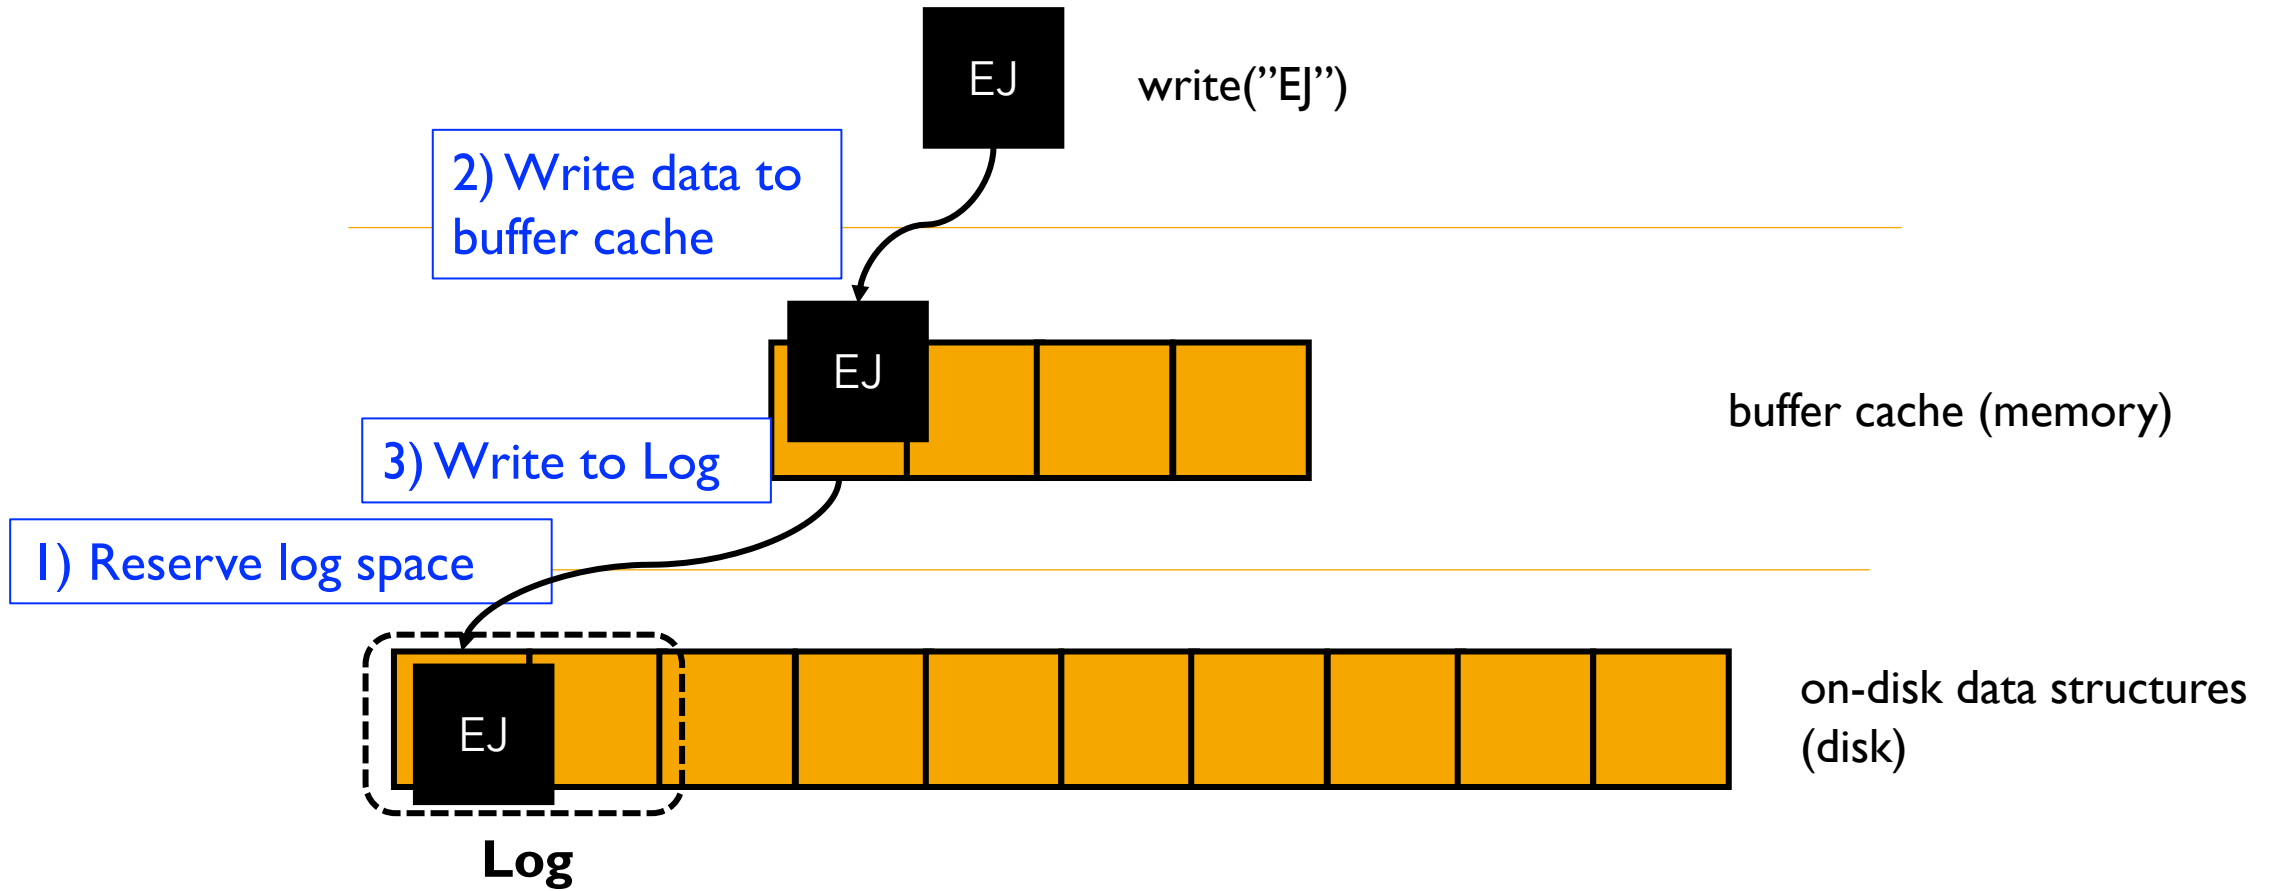 EJ
write(”EJ”)
2) Write data to
buffer cache
EJ
buffer cache (memory)
3) Write to Log
1) Reserve log space
EJ
on-disk data structures
(disk)
Log